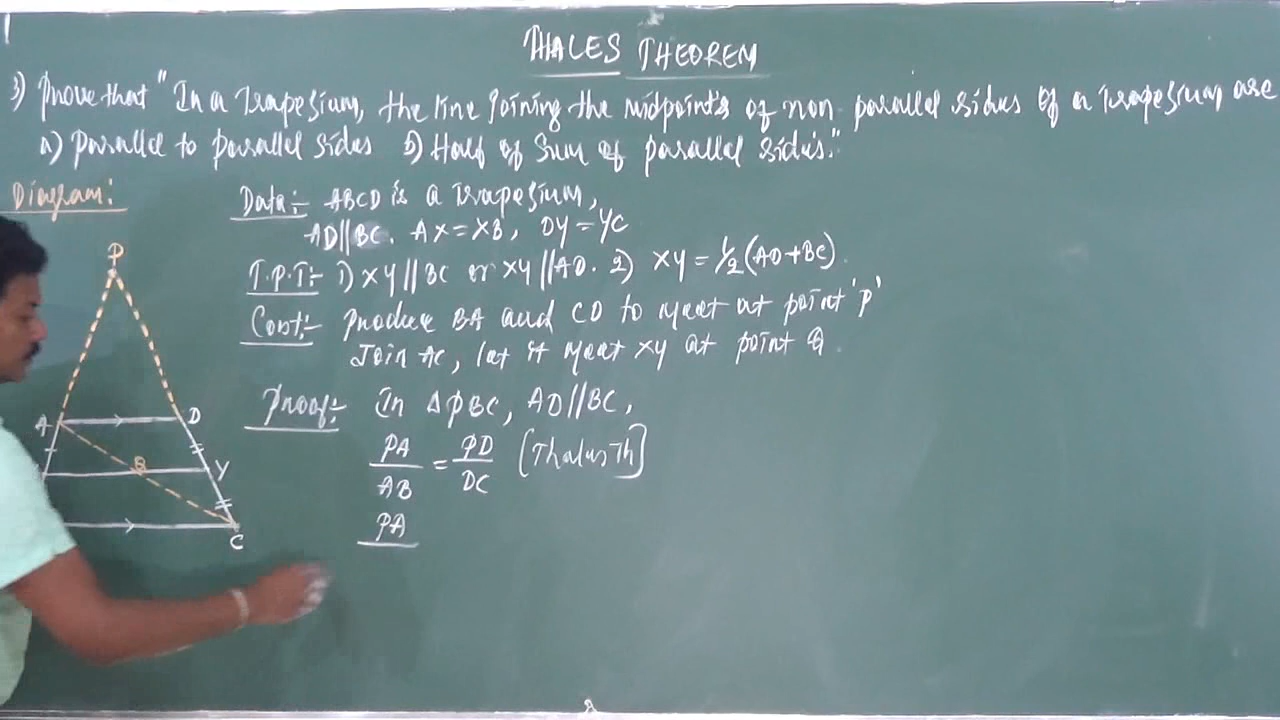 THALES THEOREM
3) Prove that "In a Trapezium, the line joining the midpoints of non-parallel sides of a Trapezium are
a) Parallel to parallel sides b) Half of Sum of parallel sides."
Diagram:
Data:- ABCD is a trapezium,
AD||BC. AX=XB, DY=YC
T.P.T:- 1) XY||BC or XY||AD. 2) XY=1/2(AD+BC).
Const:- produce BA and CD to meet at point 'P'
Join AC, let it meet XY at point Q.
Proof:- In ΔPBC, AD||BC,
PA/AB = PD/DC [Thales Th]
PA
P
A
D
Q
Y
C